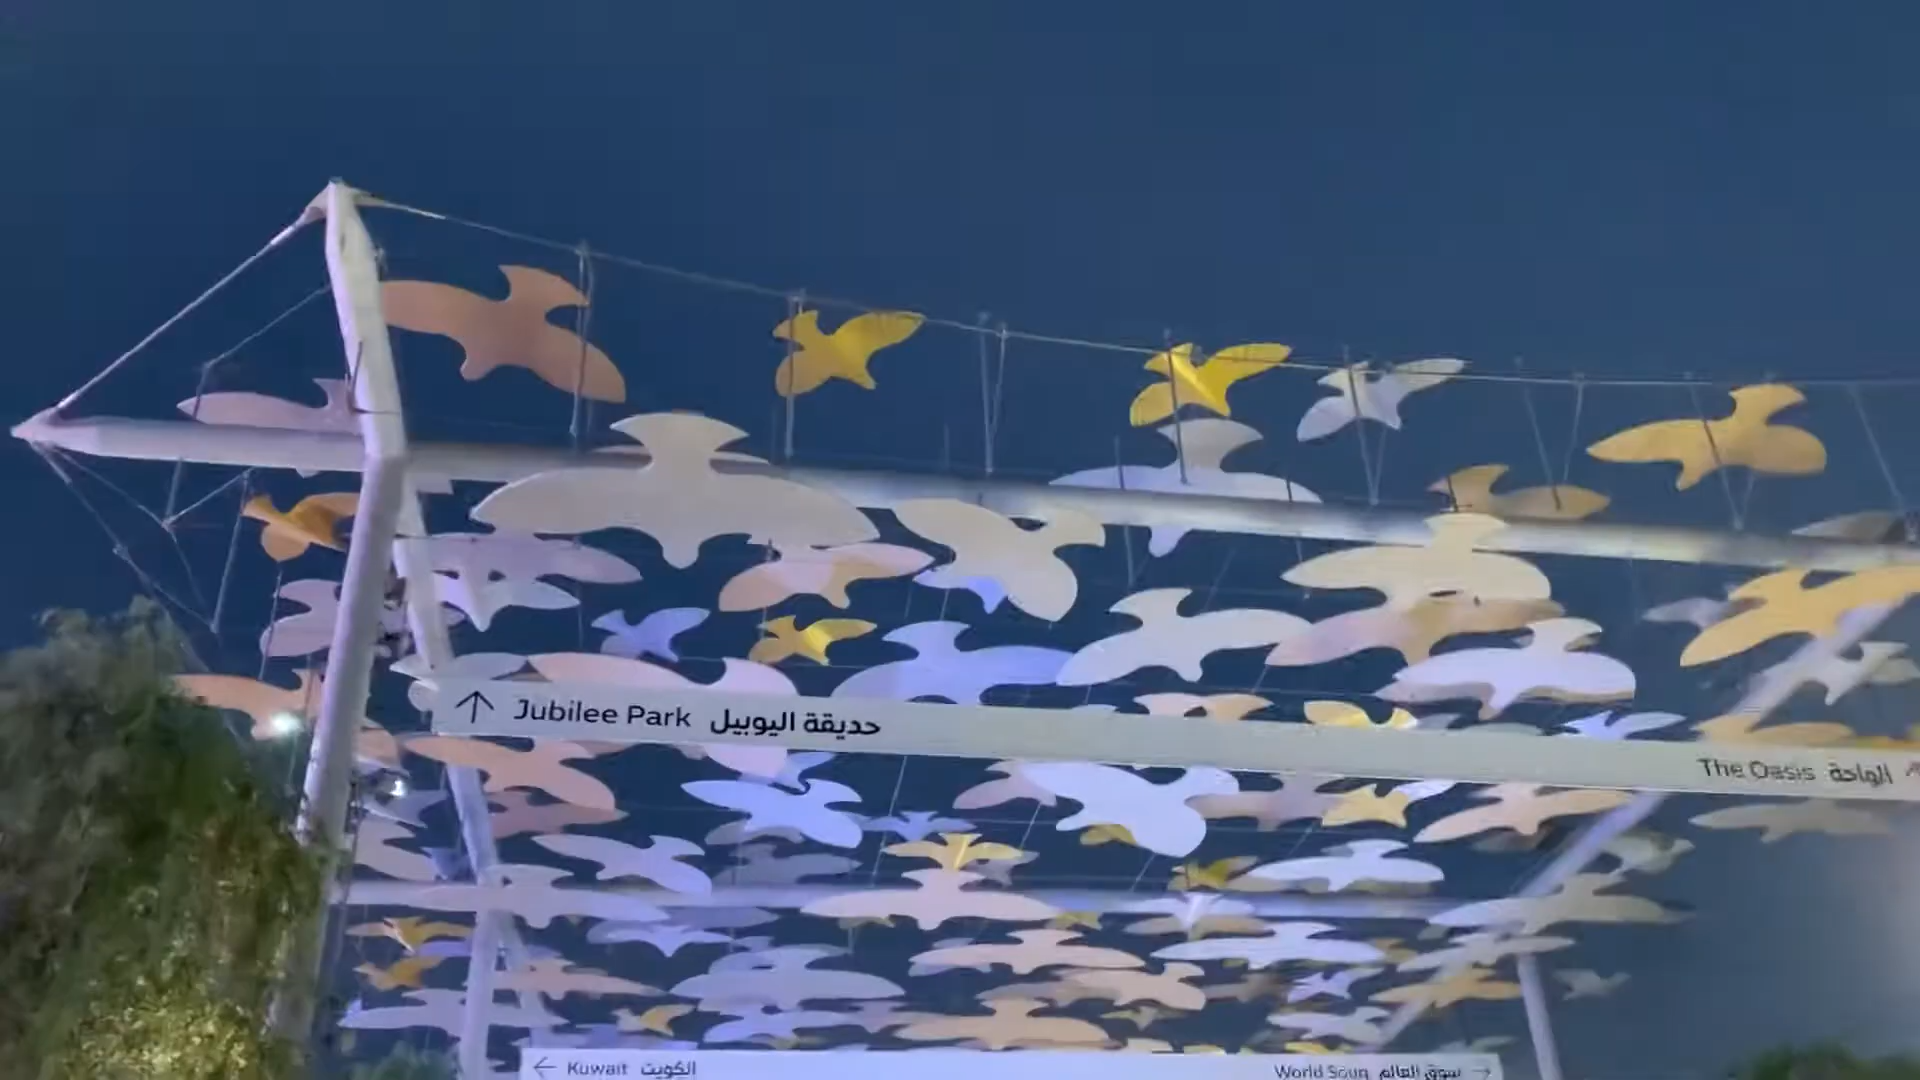 ↑ Jubilee Park حديقة اليوبيل
The Oasis الواحة
← Kuwait الكويت
World Souq سوق العالم →